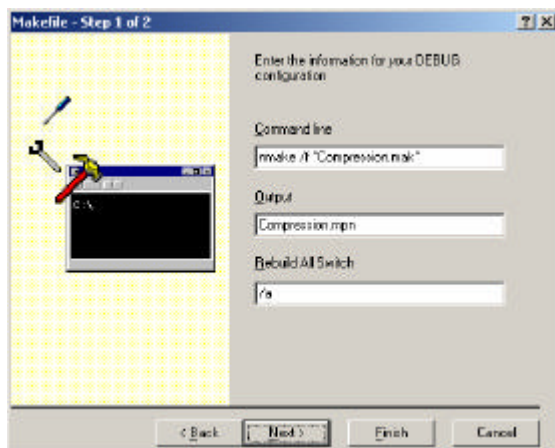 Makefile - Step 1 of 2
Enter the information for your DEBUG
configuration
Command line
nmake /f "Compression.mak"
Output
Compression.mpn
Rebuild All Switch
/a
C:\
< Back
Next >
Finish
Cancel